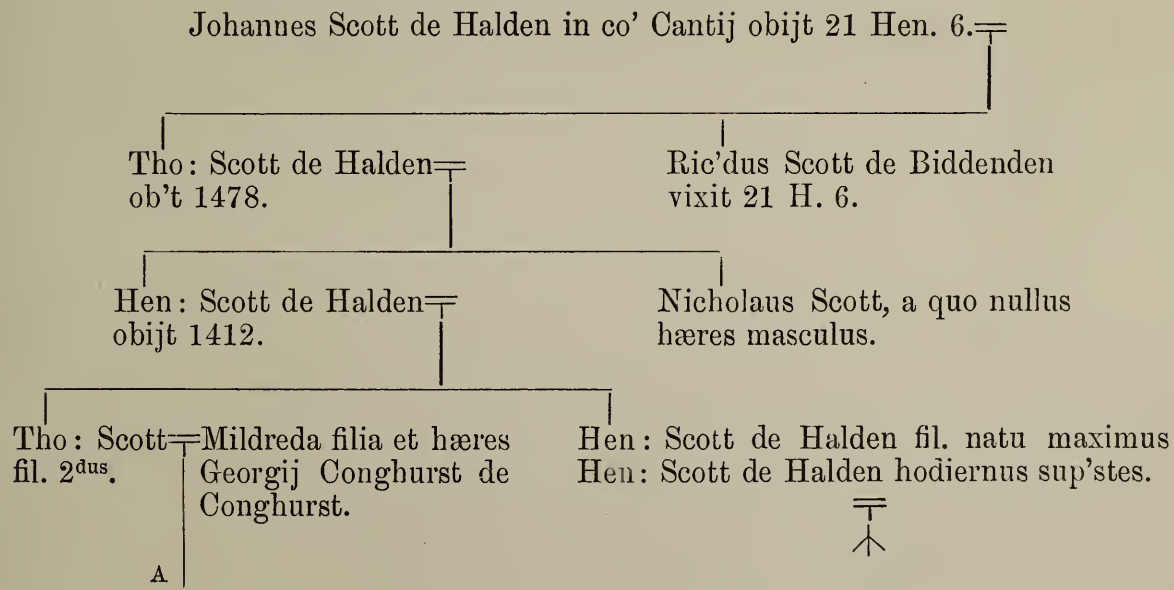 Johannes Scott de Halden in co' Cantij obijt 21 Hen. 6.
Tho: Scott de Halden
ob't 1478.
Ric'dus Scott de Biddenden
vixit 21 H. 6.
Hen: Scott de Halden
obijt 1412.
Nicholaus Scott, a quo nullus
hæres masculus.
Tho: Scott
fil. 2dus.
Mildreda filia et hæres
Georgij Conghurst de
Conghurst.
Hen: Scott de Halden fil. natu maximus
Hen: Scott de Halden hodiernus sup'stes.
A